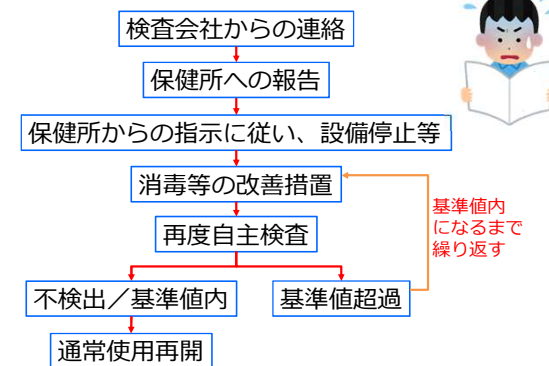 検査会社からの連絡
保健所への報告
保健所からの指示に従い、設備停止等
消毒等の改善措置
再度自主検査
基準値内
になるまで
繰り返す
不検出／基準値内
基準値超過
通常使用再開